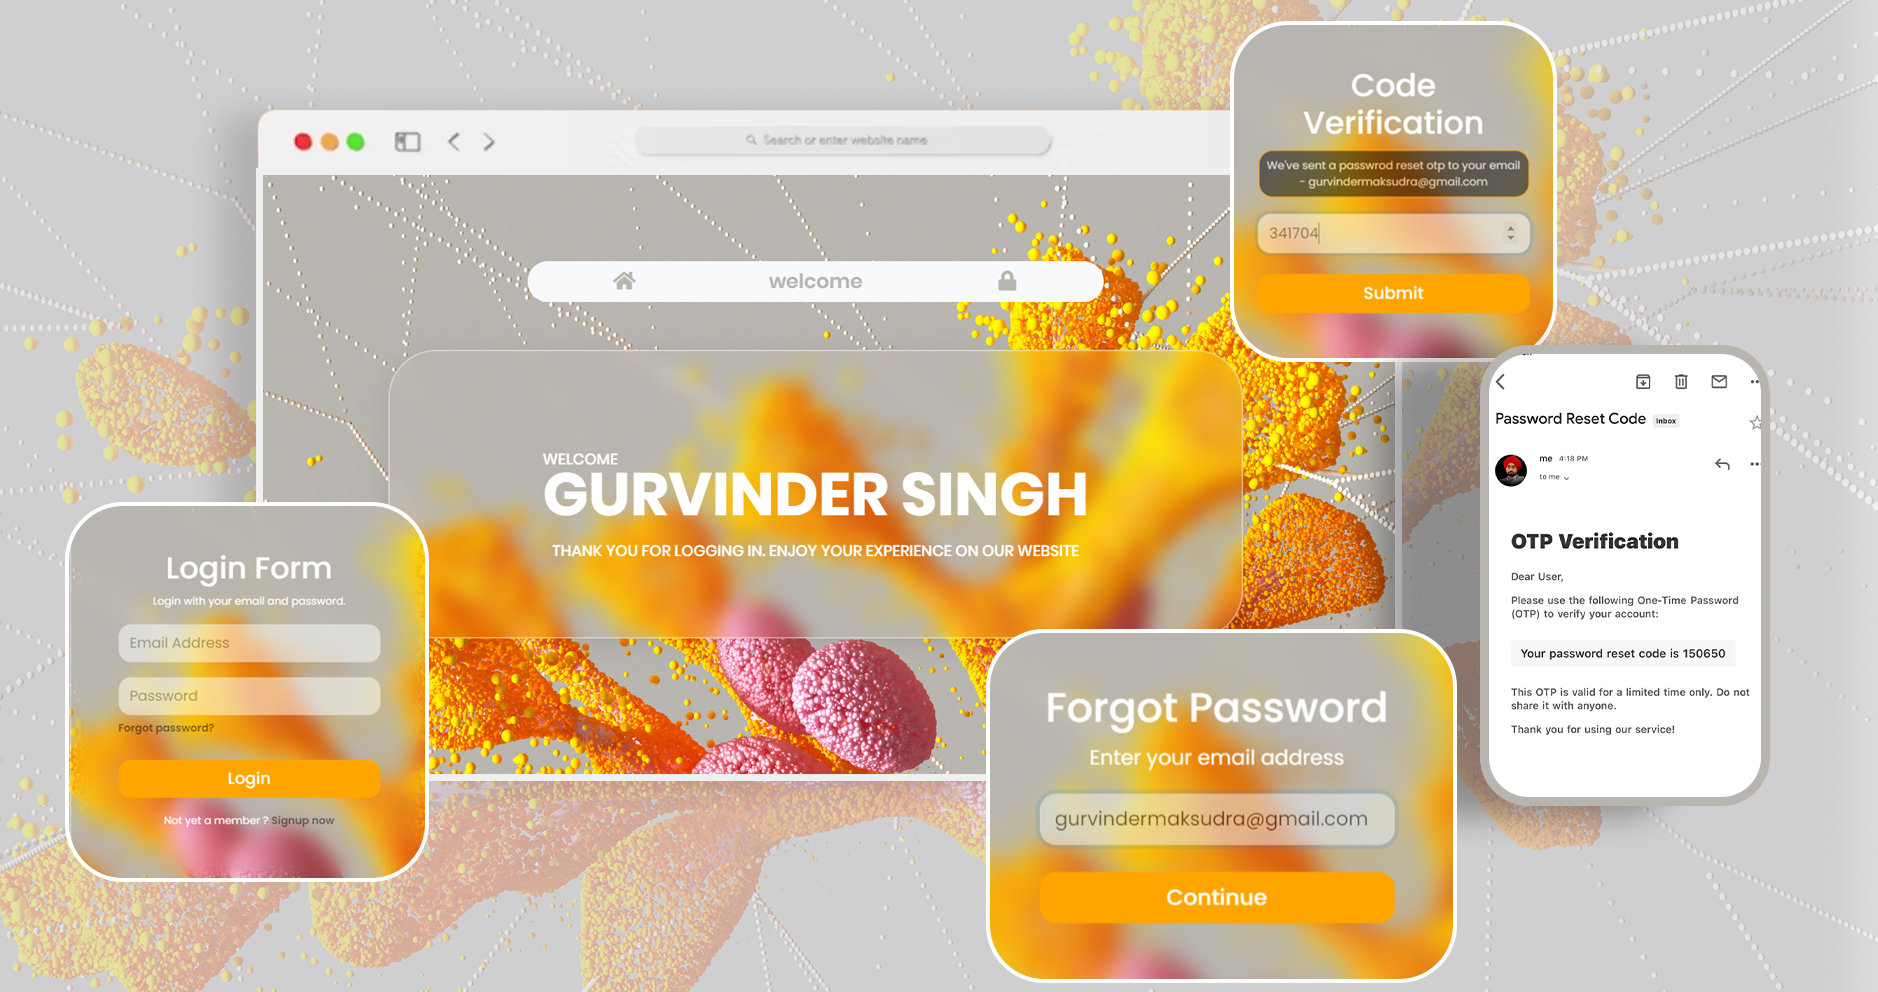 Search or enter website name
welcome
WELCOME
GURVINDER SINGH
THANK YOU FOR LOGGING IN. ENJOY YOUR EXPERIENCE ON OUR WEBSITE
Code
Verification
We've sent a passwrod reset otp to your email
- gurvindermaksudra@gmail.com
341704
Submit
Password Reset Code Inbox
me 4:18 PM
to me
OTP Verification
Dear User,
Please use the following One-Time Password
(OTP) to verify your account:
Your password reset code is 150650
This OTP is valid for a limited time only. Do not
share it with anyone.
Thank you for using our service!
Login Form
Login with your email and password.
Email Address
Password
Forgot password?
Login
Not yet a member ? Signup now
Forgot Password
Enter your email address
gurvindermaksudra@gmail.com
Continue